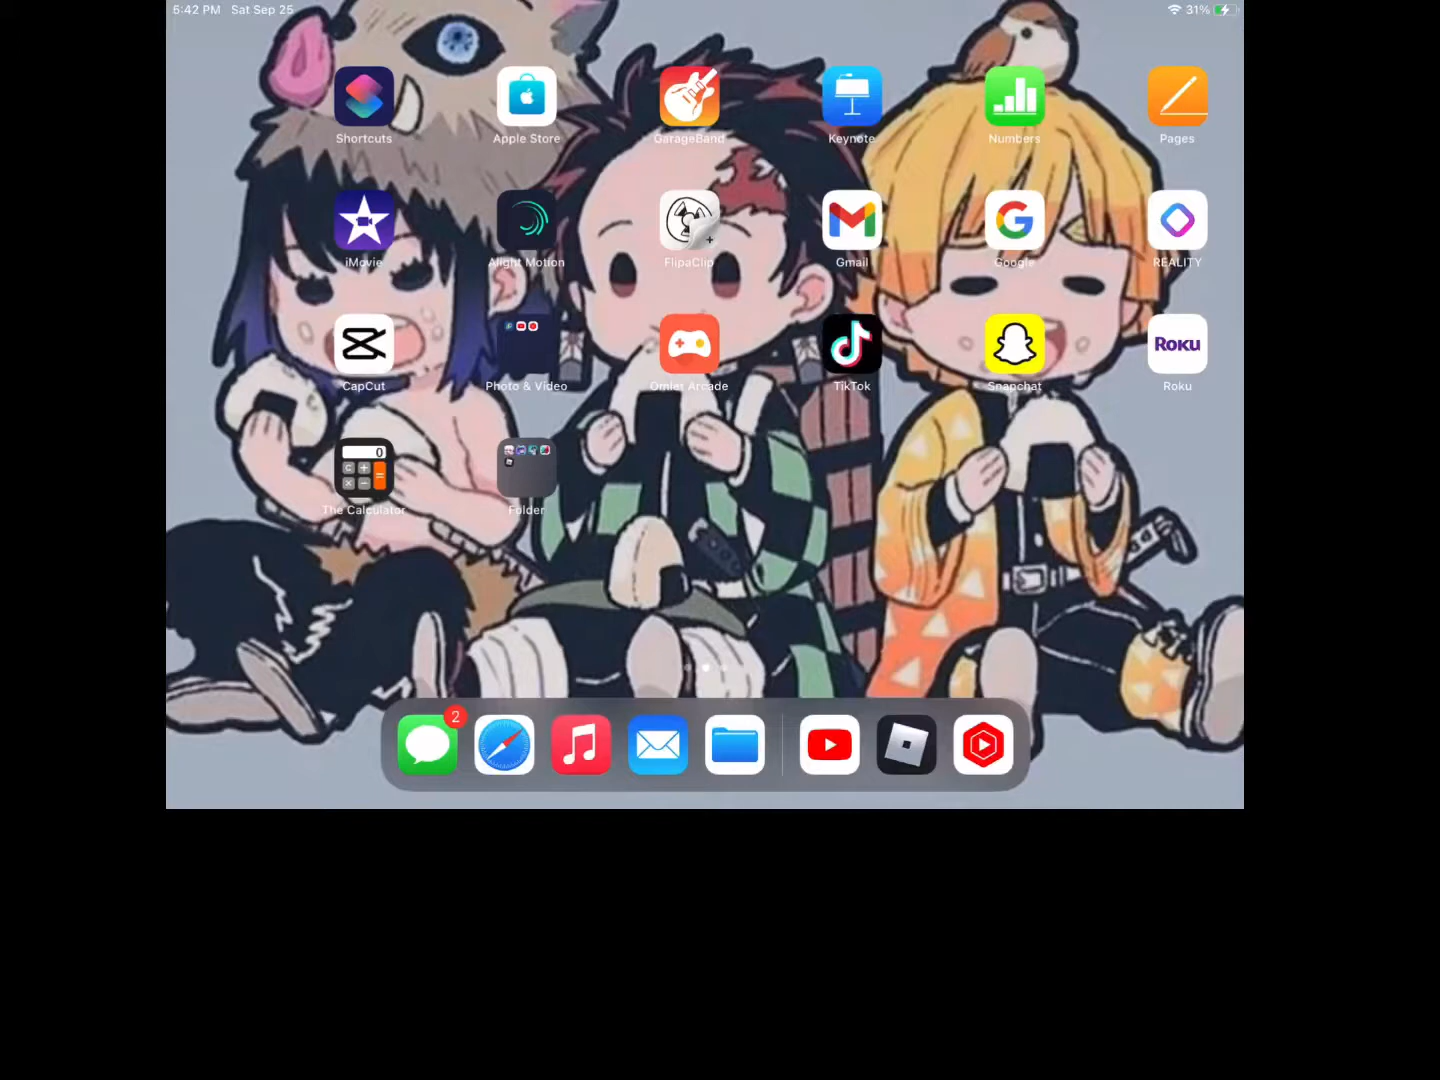 5:42 PM Sat Sep 25 31%
Shortcuts Apple Store GarageBand Keynote Numbers Pages
iMovie Alight Motion FlipaClip Gmail Google REALITY
Roku
CapCut Photo & Video Omlet Arcade TikTok Snapchat Roku
0
C + × − =
The Calculator Folder
2